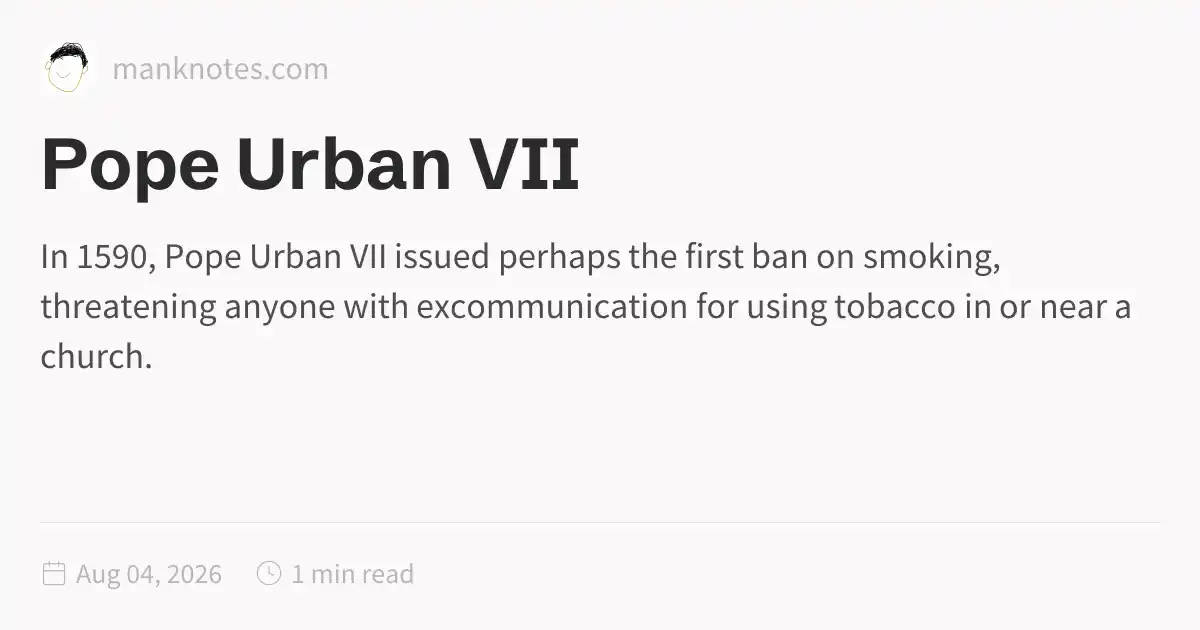 manknotes.com
Pope Urban VII
In 1590, Pope Urban VII issued perhaps the first ban on smoking,
threatening anyone with excommunication for using tobacco in or near a
church.
Aug 04, 2026 1 min read